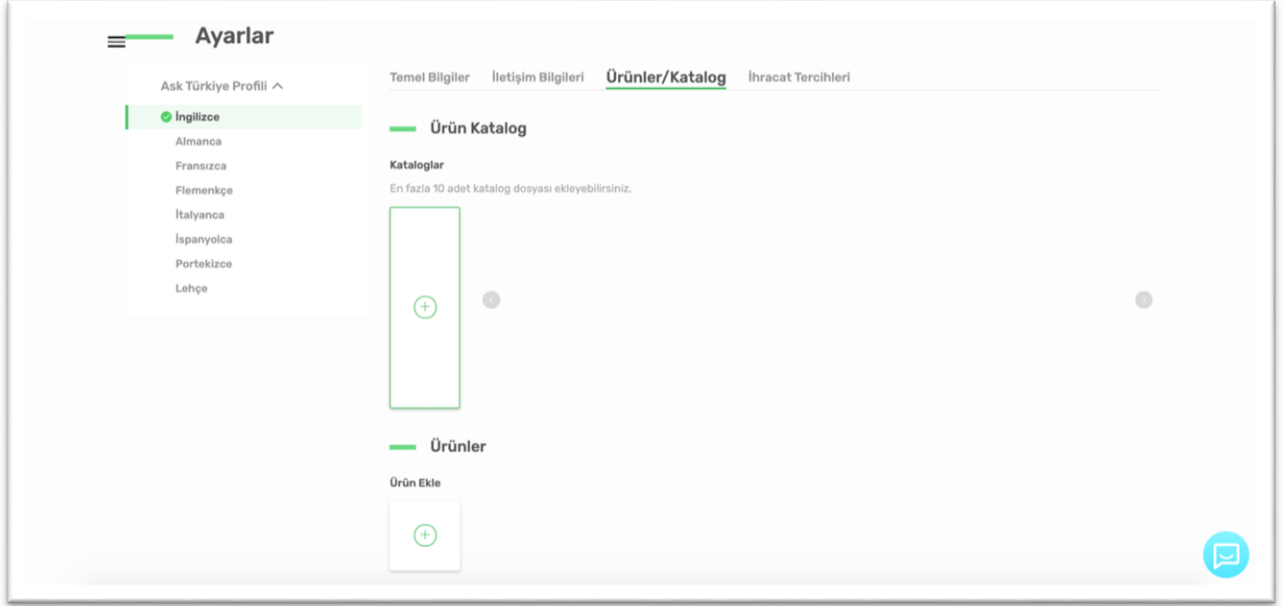 Ayarlar
Ask Türkiye Profili
İngilizce
Almanca
Fransızca
Flemenkçe
İtalyanca
İspanyolca
Portekizce
Lehçe
Temel Bilgiler İletişim Bilgileri Ürünler/Katalog İhracat Tercihleri
Ürün Katalog
Kataloglar
En fazla 10 adet katalog dosyası ekleyebilirsiniz.
Ürünler
Ürün Ekle